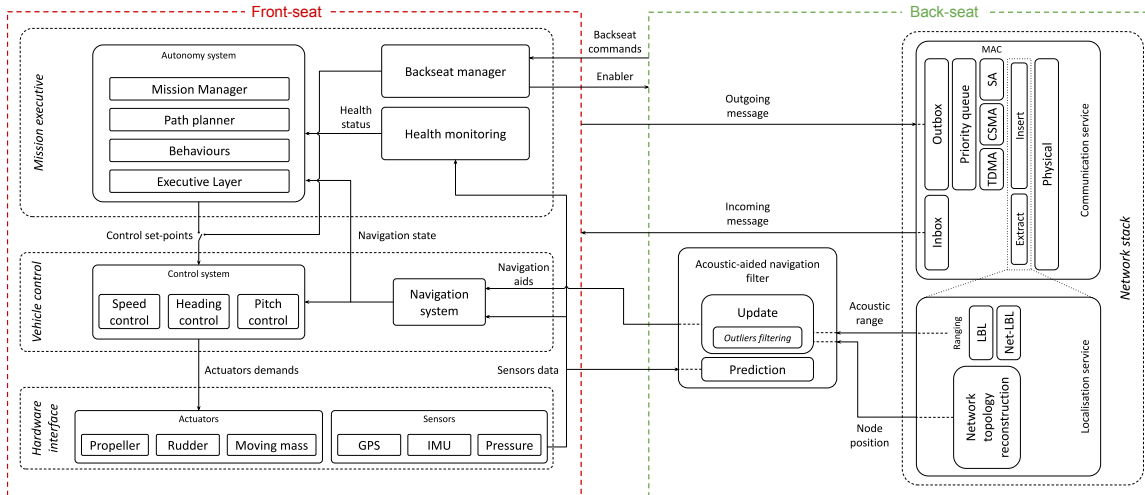 Front-seat
Back-seat
Mission executive
Autonomy system
Mission Manager
Path planner
Behaviours
Executive Layer
Backseat manager
Health
status
Health monitoring
Backseat
commands
Enabler
Control set-points
Navigation state
Vehicle control
Control system
Speed
control
Heading
control
Pitch
control
Navigation
system
Navigation
aids
Actuators demands
Sensors data
Hardware
interface
Actuators
Propeller
Rudder
Moving mass
Sensors
GPS
IMU
Pressure
Outgoing
message
Incoming
message
Acoustic-aided navigation
filter
Update
Outliers filtering
Prediction
Acoustic
range
Node
position
MAC
Outbox
Inbox
Priority queue
SA
CSMA
TDMA
Insert
Extract
Physical
Communication service
Network stack
Ranging
LBL
Net-LBL
Network
topology
reconstruction
Localisation service